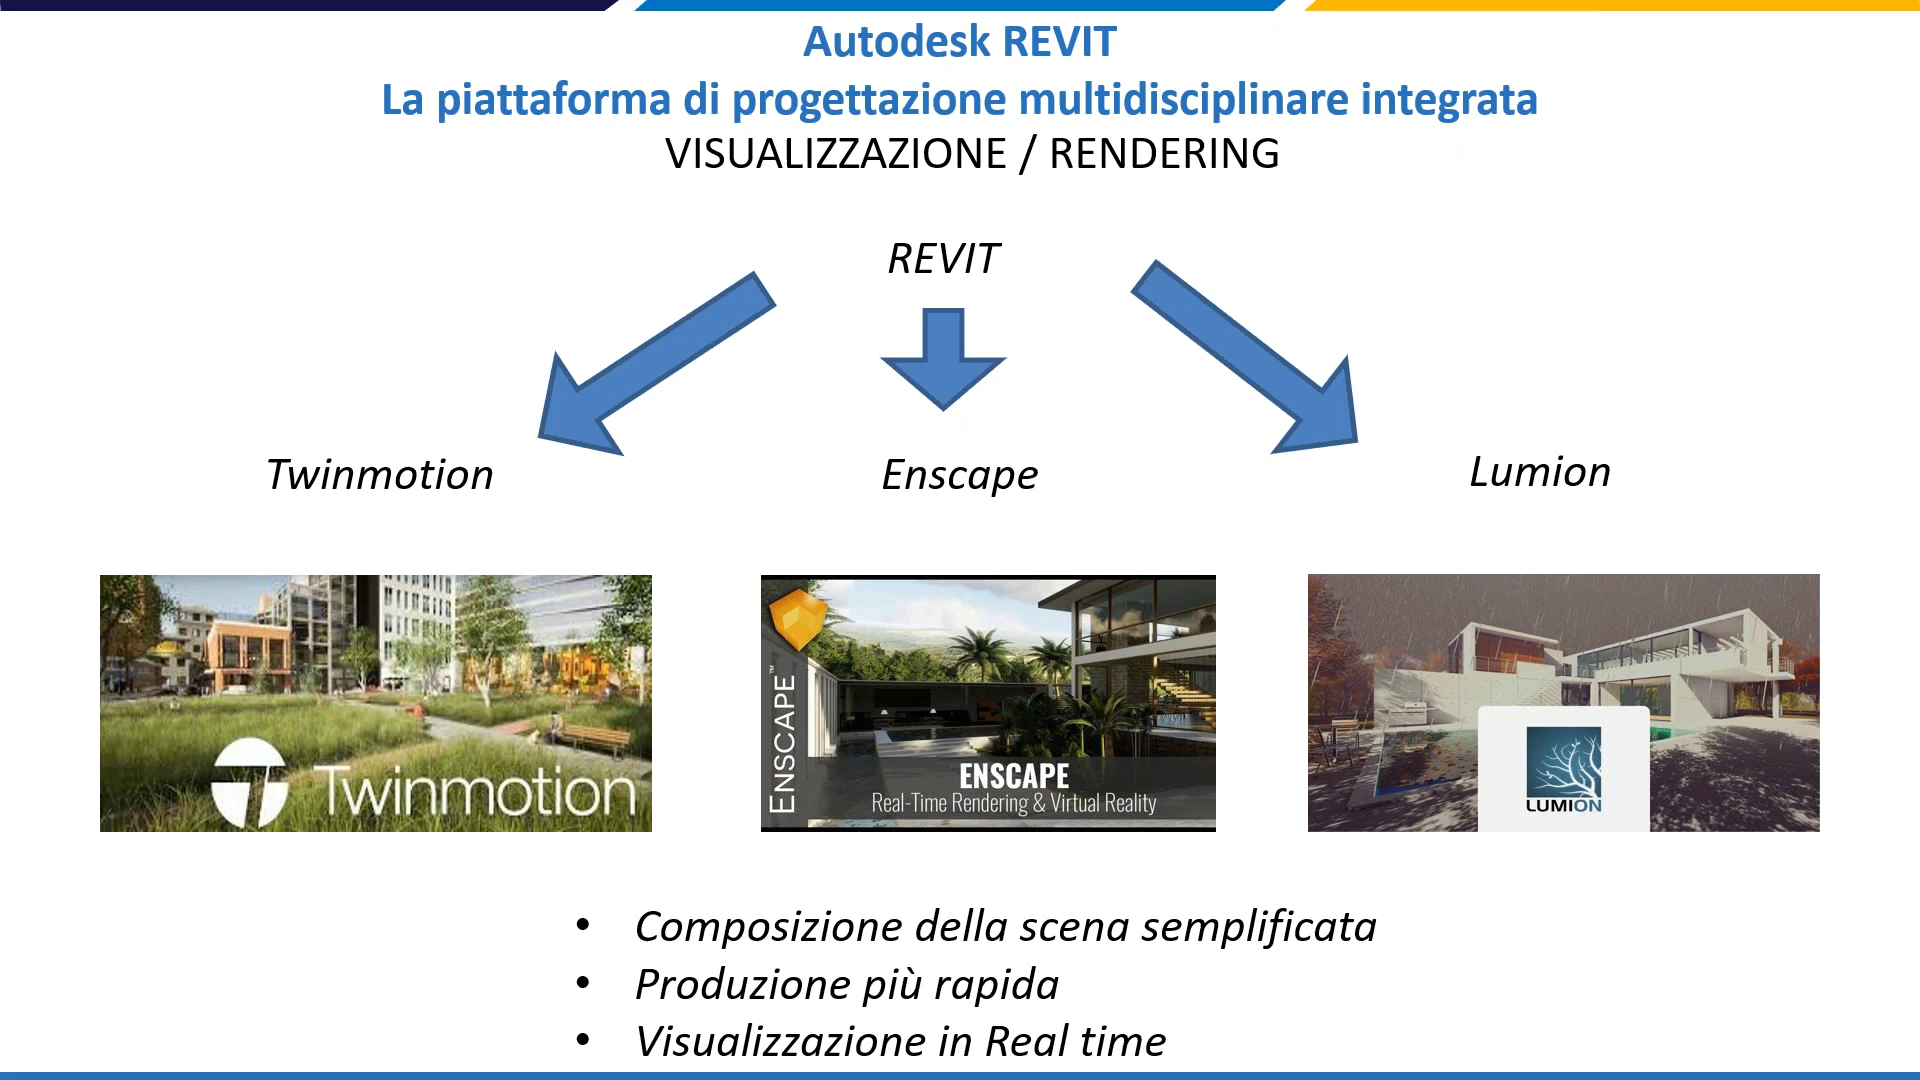 Autodesk REVIT
La piattaforma di progettazione multidisciplinare integrata
VISUALIZZAZIONE / RENDERING
REVIT
Twinmotion
Enscape
Lumion
Twinmotion
ENSCAPE™
ENSCAPE
Real-Time Rendering & Virtual Reality
LUMION
• Composizione della scena semplificata
• Produzione più rapida
• Visualizzazione in Real time